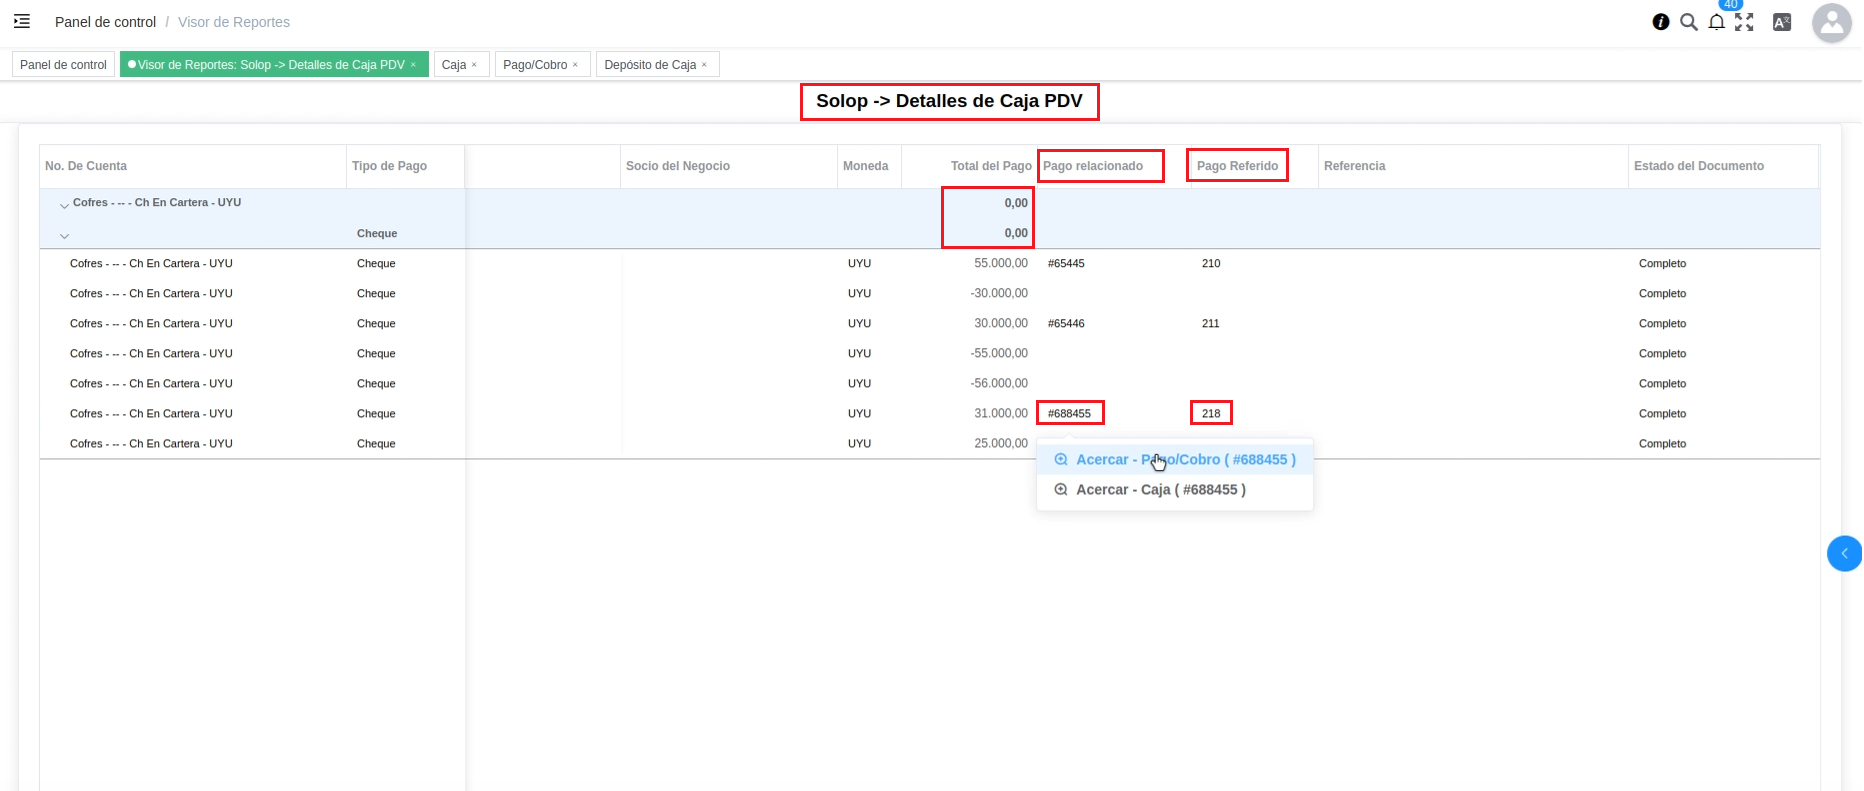 Panel de control / Visor de Reportes
40
Panel de control
Visor de Reportes: Solop -> Detalles de Caja PDV ×
Caja ×
Pago/Cobro ×
Depósito de Caja ×
Solop -> Detalles de Caja PDV
No. De Cuenta Tipo de Pago Socio del Negocio Moneda Total del Pago Pago relacionado Pago Referido Referencia Estado del Documento
Cofres - -- - Ch En Cartera - UYU 0,00
Cheque 0,00
Cofres - -- - Ch En Cartera - UYU Cheque UYU 55.000,00 #65445 210 Completo
Cofres - -- - Ch En Cartera - UYU Cheque UYU -30.000,00 Completo
Cofres - -- - Ch En Cartera - UYU Cheque UYU 30.000,00 #65446 211 Completo
Cofres - -- - Ch En Cartera - UYU Cheque UYU -55.000,00 Completo
Cofres - -- - Ch En Cartera - UYU Cheque UYU -56.000,00 Completo
Cofres - -- - Ch En Cartera - UYU Cheque UYU 31.000,00 #688455 218 Completo
Cofres - -- - Ch En Cartera - UYU Cheque UYU 25.000,00 Completo
Acercar - Pago/Cobro ( #688455 )
Acercar - Caja ( #688455 )